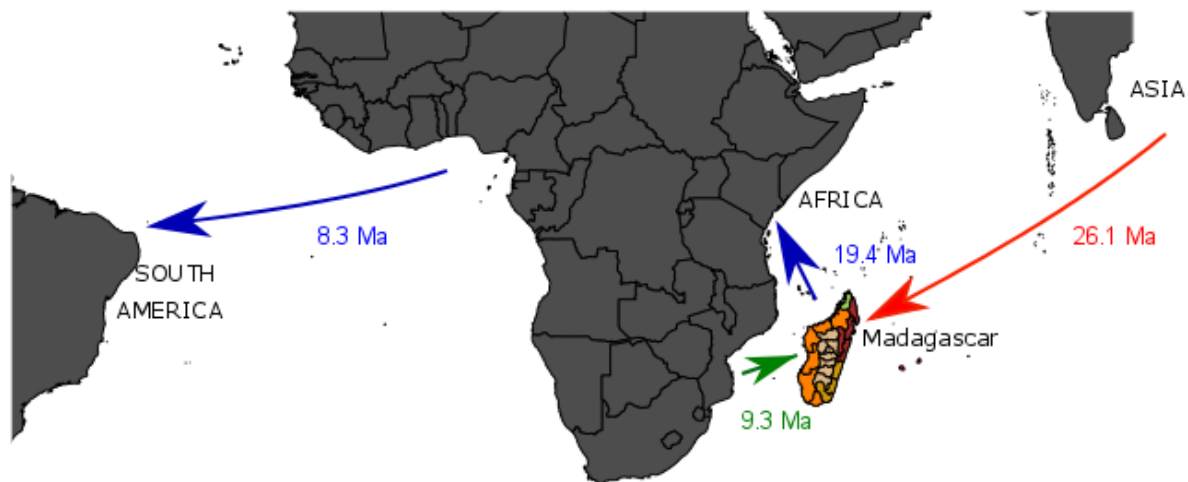 ASIA
AFRICA
8.3 Ma
19.4 Ma
26.1 Ma
SOUTH
AMERICA
Madagascar
9.3 Ma